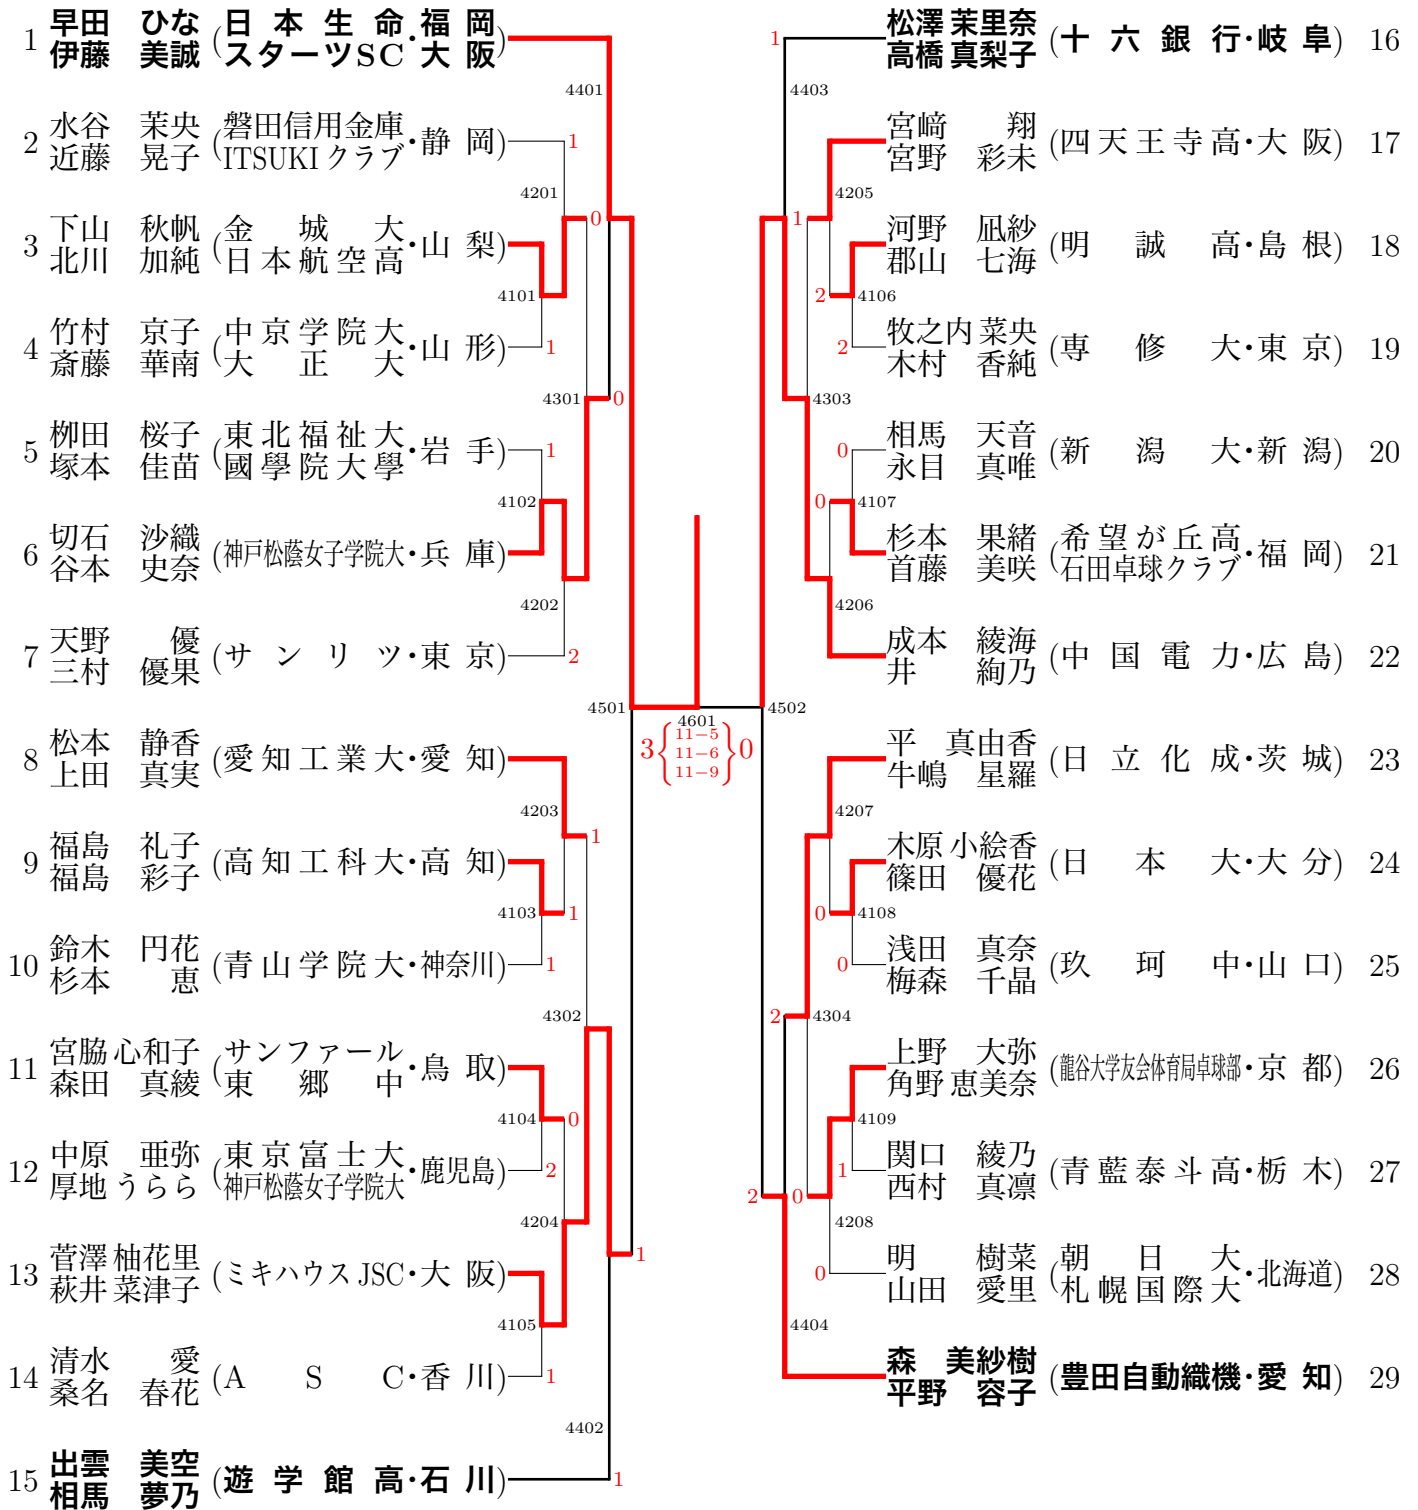 1 早田 ひな (日本生命・福岡)
伊藤 美誠 (スターツSC・大阪)
2 水谷 茉央 (磐田信用金庫・静岡)
近藤 晃子 (ITSUKIクラブ・静岡)
3 下山 秋帆 (金城大・山梨)
北川 加純 (日本航空高・山梨)
4 竹村 京子 (中京学院大・山形)
斎藤 華南 (大正大・山形)
5 柳田 桜子 (東北福祉大・岩手)
塚本 佳苗 (國學院大學・岩手)
6 切石 沙織 (神戸松蔭女子学院大・兵庫)
谷本 史奈
7 天野 優 (サンリツ・東京)
三村 優果
8 松本 静香 (愛知工業大・愛知)
上田 真実
9 福島 礼子 (高知工科大・高知)
福島 彩子
10 鈴木 円花 (青山学院大・神奈川)
杉本 恵
11 宮脇 心和子 (サンファール・鳥取)
森田 真綾 (東郷中・鳥取)
12 中原 亜弥 (東京富士大・鹿児島)
厚地 うらら (神戸松蔭女子学院大・鹿児島)
13 菅澤 柚花里 (ミキハウスJSC・大阪)
萩井 菜津子
14 清水 愛 (ASC・香川)
桑名 春花
15 出雲 美空 (遊学館高・石川)
相馬 夢乃
4401
1
4201
0
4101
1
4301
0
1
4102
4202
2
4501
4203
1
4103
1
1
4302
4104
0
2
4204
1
4105
1
4402
1
4601
3{11-5
11-6
11-9}0
松澤 茉里奈 (十六銀行・岐阜) 16
高橋 真梨子
宮﨑 翔 (四天王寺高・大阪) 17
宮野 彩未
河野 凪紗 (明誠高・島根) 18
郡山 七海
牧之内 菜央 (専修大・東京) 19
木村 香純
相馬 天音 (新潟大・新潟) 20
永目 真唯
杉本 果緒 (希望が丘高・福岡) 21
首藤 美咲 (石田卓球クラブ・福岡)
成本 綾海 (中国電力・広島) 22
井 絢乃
平 真由香 (日立化成・茨城) 23
牛嶋 星羅
木原 小絵香 (日本大・大分) 24
篠田 優花
浅田 真奈 (玖珂中・山口) 25
梅森 千晶
上野 大弥 (龍谷大学友会体育局卓球部・京都) 26
角野 恵美奈
関口 綾乃 (青藍泰斗高・栃木) 27
西村 真凛
明 樹菜 (朝日大・北海道) 28
山田 愛里 (札幌国際大・北海道)
森 美紗樹 (豊田自動織機・愛知) 29
平野 容子
1
4403
4205
1
2
4106
2
4303
0
0
4107
4206
4502
4207
0
4108
0
2
4304
4109
1
2
0
4208
0
4404